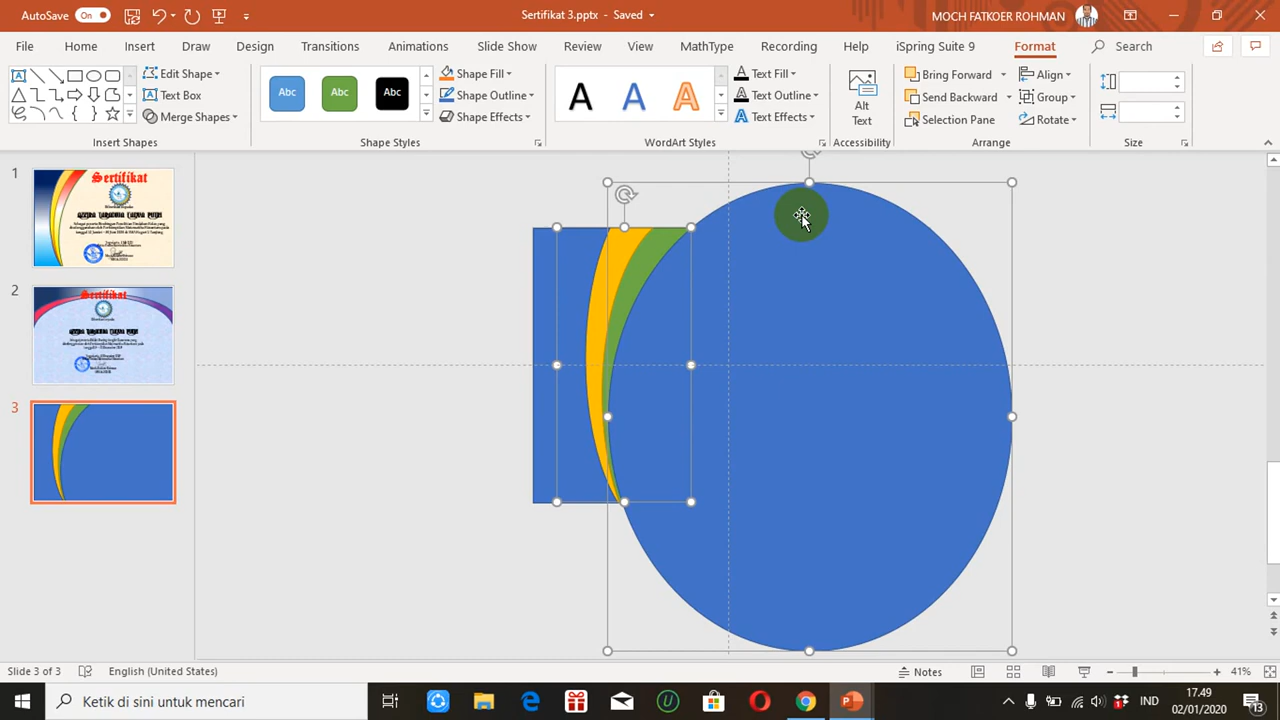 AutoSave On
Sertifikat 3.pptx - Saved
MOCH FATKOER ROHMAN
File Home Insert Draw Design Transitions Animations Slide Show Review View MathType Recording Help iSpring Suite 9 Format Search
Edit Shape
Text Box
Merge Shapes
Insert Shapes
Abc Abc Abc
Shape Fill
Shape Outline
Shape Effects
Shape Styles
A A A
Text Fill
Text Outline
Text Effects
WordArt Styles
Alt
Text
Accessibility
Bring Forward
Send Backward
Selection Pane
Align
Group
Rotate
Arrange
Size
1
Sertifikat
2
Sertifikat
3
Slide 3 of 3 English (United States) Notes 41%
Ketik di sini untuk mencari
IND
17.49
02/01/2020
13